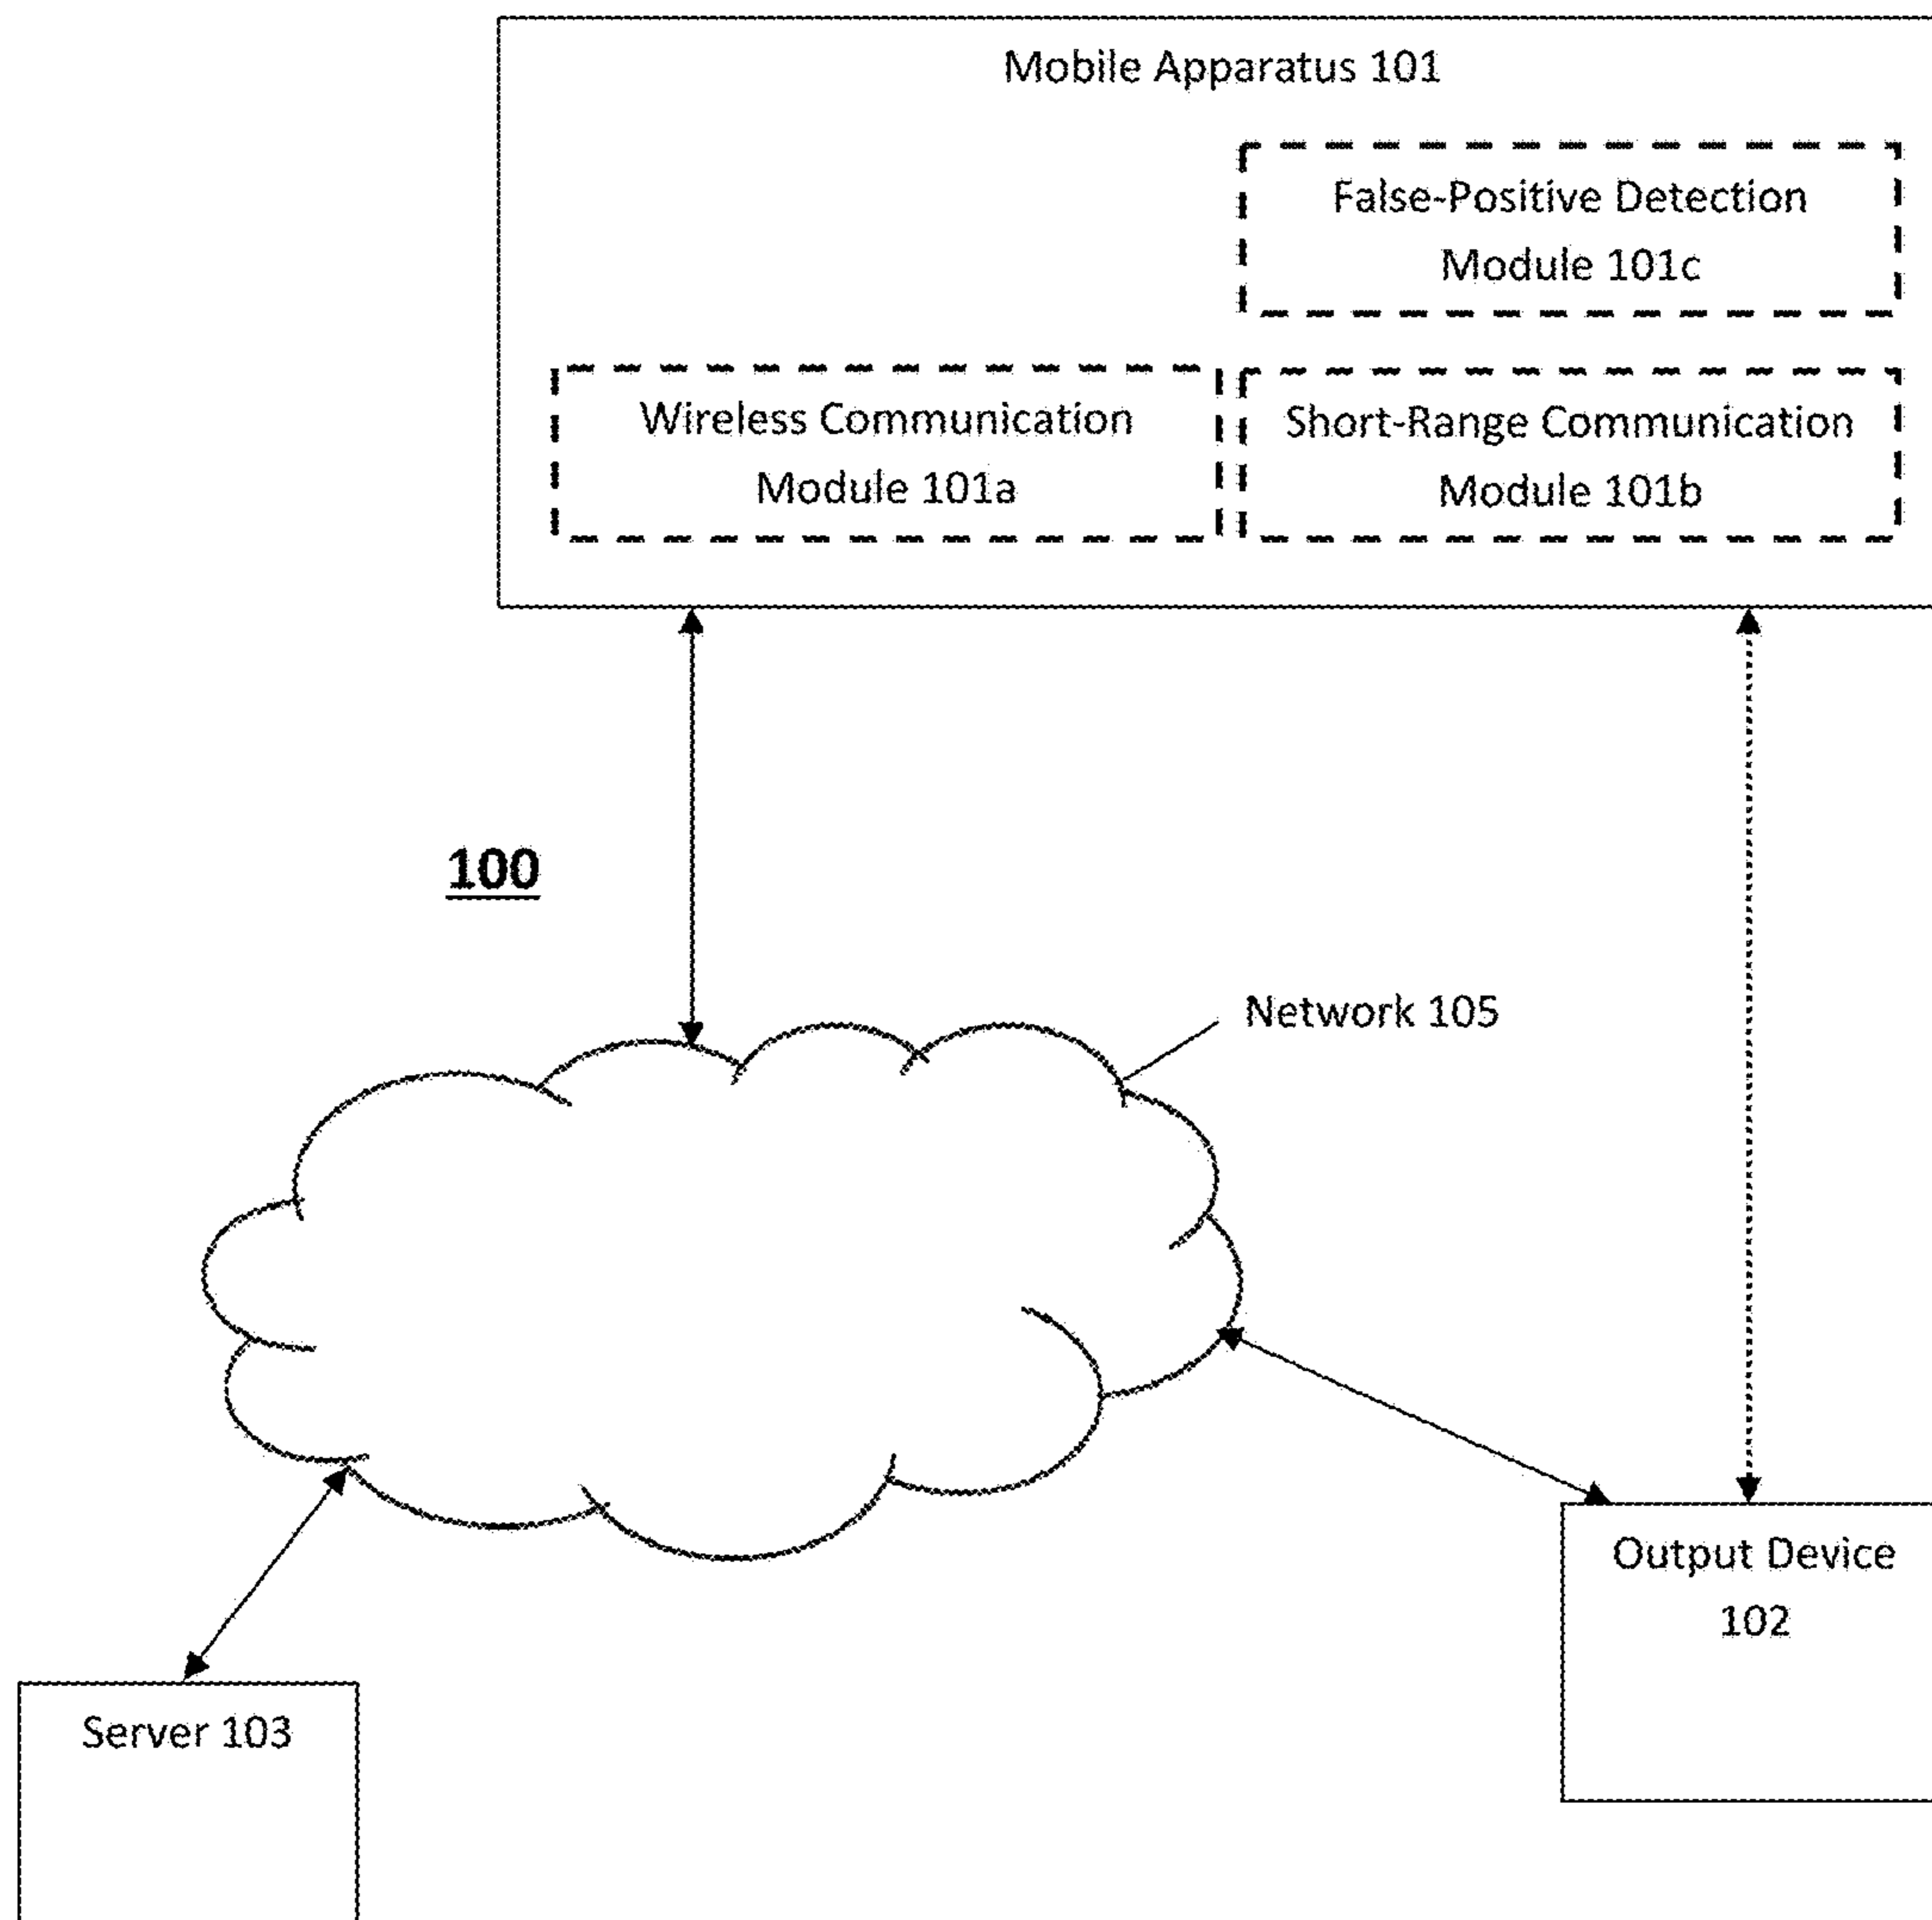 Mobile Apparatus 101
False-Positive Detection
Module 101c
Wireless Communication
Module 101a
Short-Range Communication
Module 101b
100
Network 105
Output Device
102
Server 103